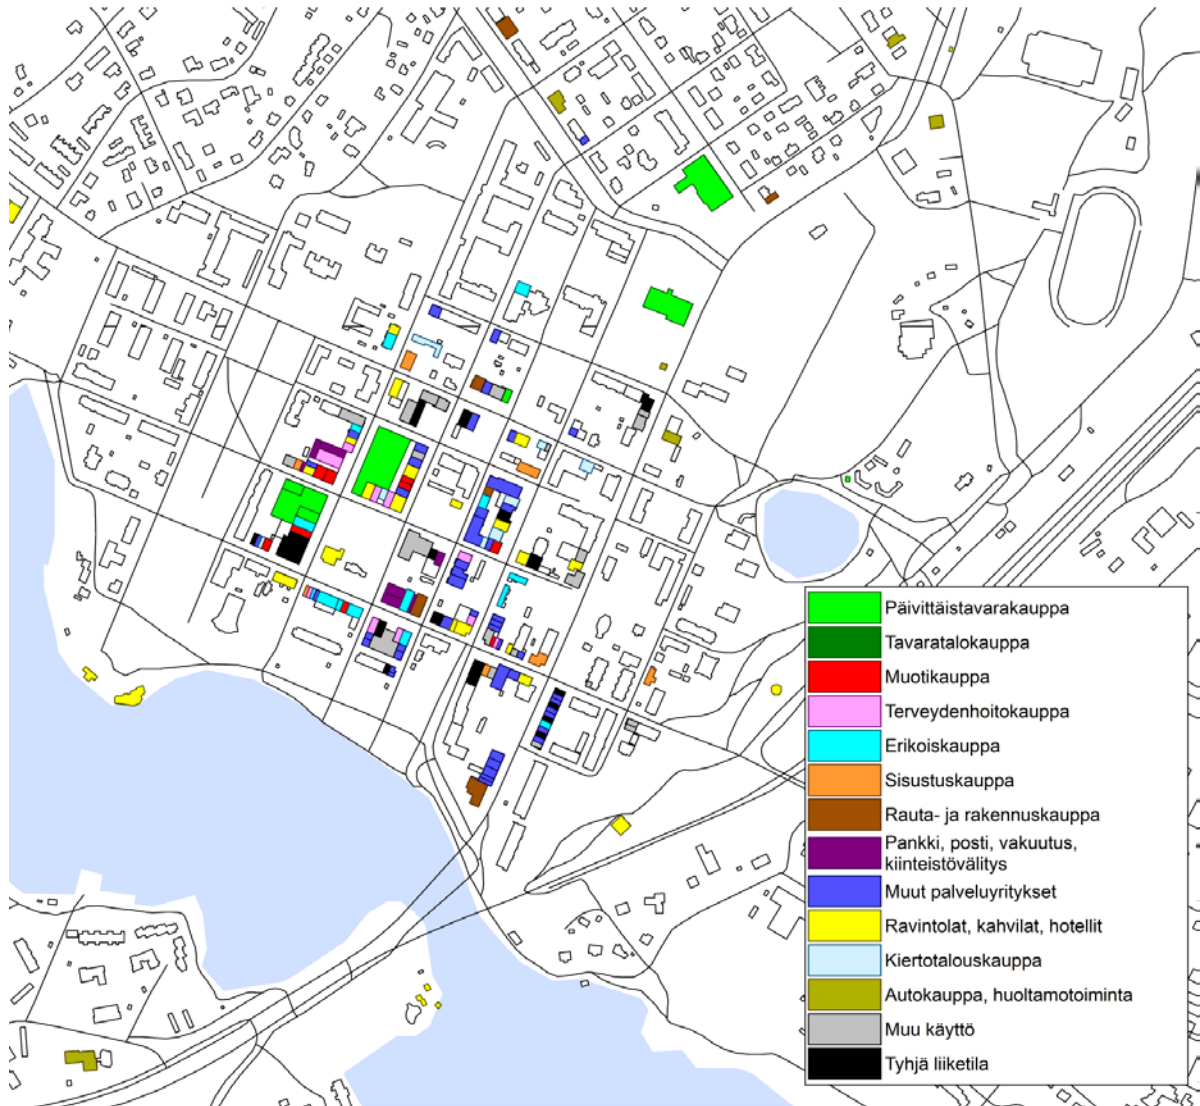 Päivittäistavarakauppa
Tavaratalokauppa
Muotikauppa
Terveydenhoitokauppa
Erikoiskauppa
Sisustuskauppa
Rauta- ja rakennuskauppa
Pankki, posti, vakuutus,
kiinteistövälitys
Muut palveluyritykset
Ravintolat, kahvilat, hotellit
Kiertotalouskauppa
Autokauppa, huoltamotoiminta
Muu käyttö
Tyhjä liiketila